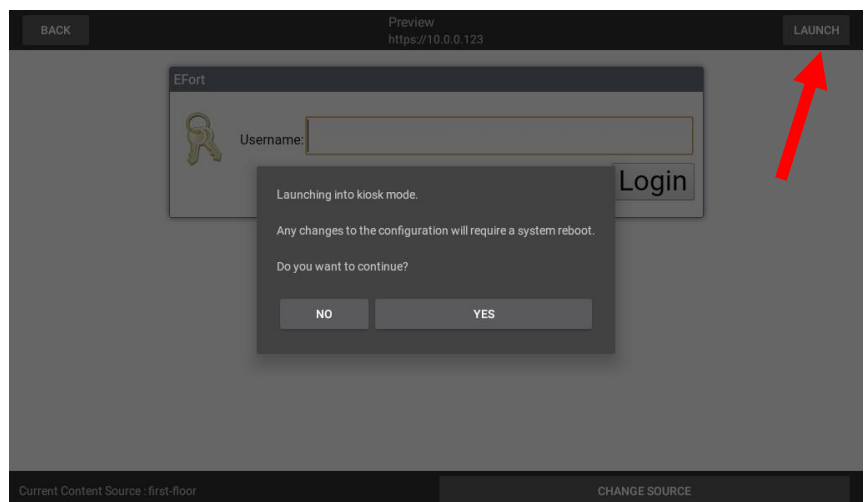 BACK
Preview
https://10.0.0.123
LAUNCH
EFort
Username:
Login
Launching into kiosk mode.
Any changes to the configuration will require a system reboot.
Do you want to continue?
NO
YES
Current Content Source : first-floor
CHANGE SOURCE